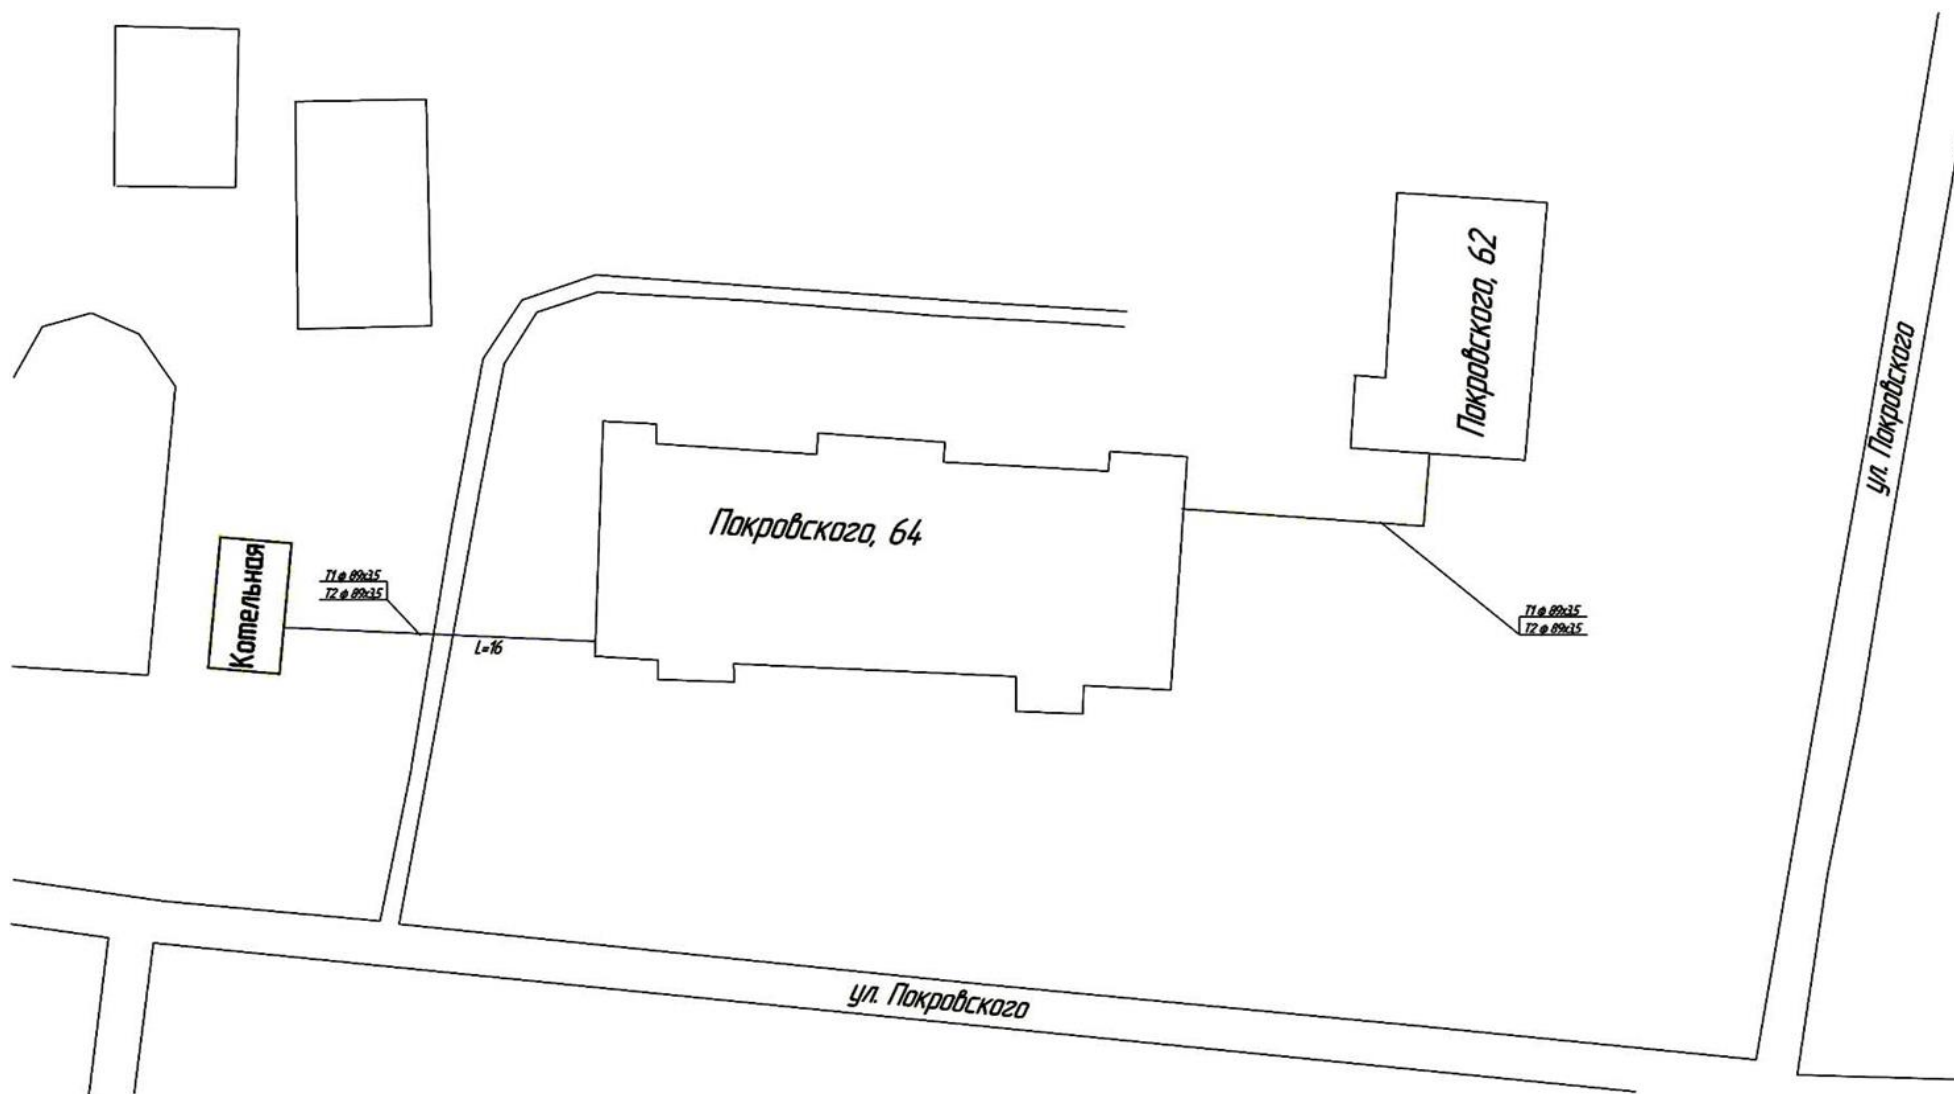 Покровского, 62
ул. Покровского
Покровского, 64
Котельная
Т1 ф 89х3,5
Т2 ф 89х3,5
L=16
Т1 ф 89х3,5
Т2 ф 89х3,5
ул. Покровского